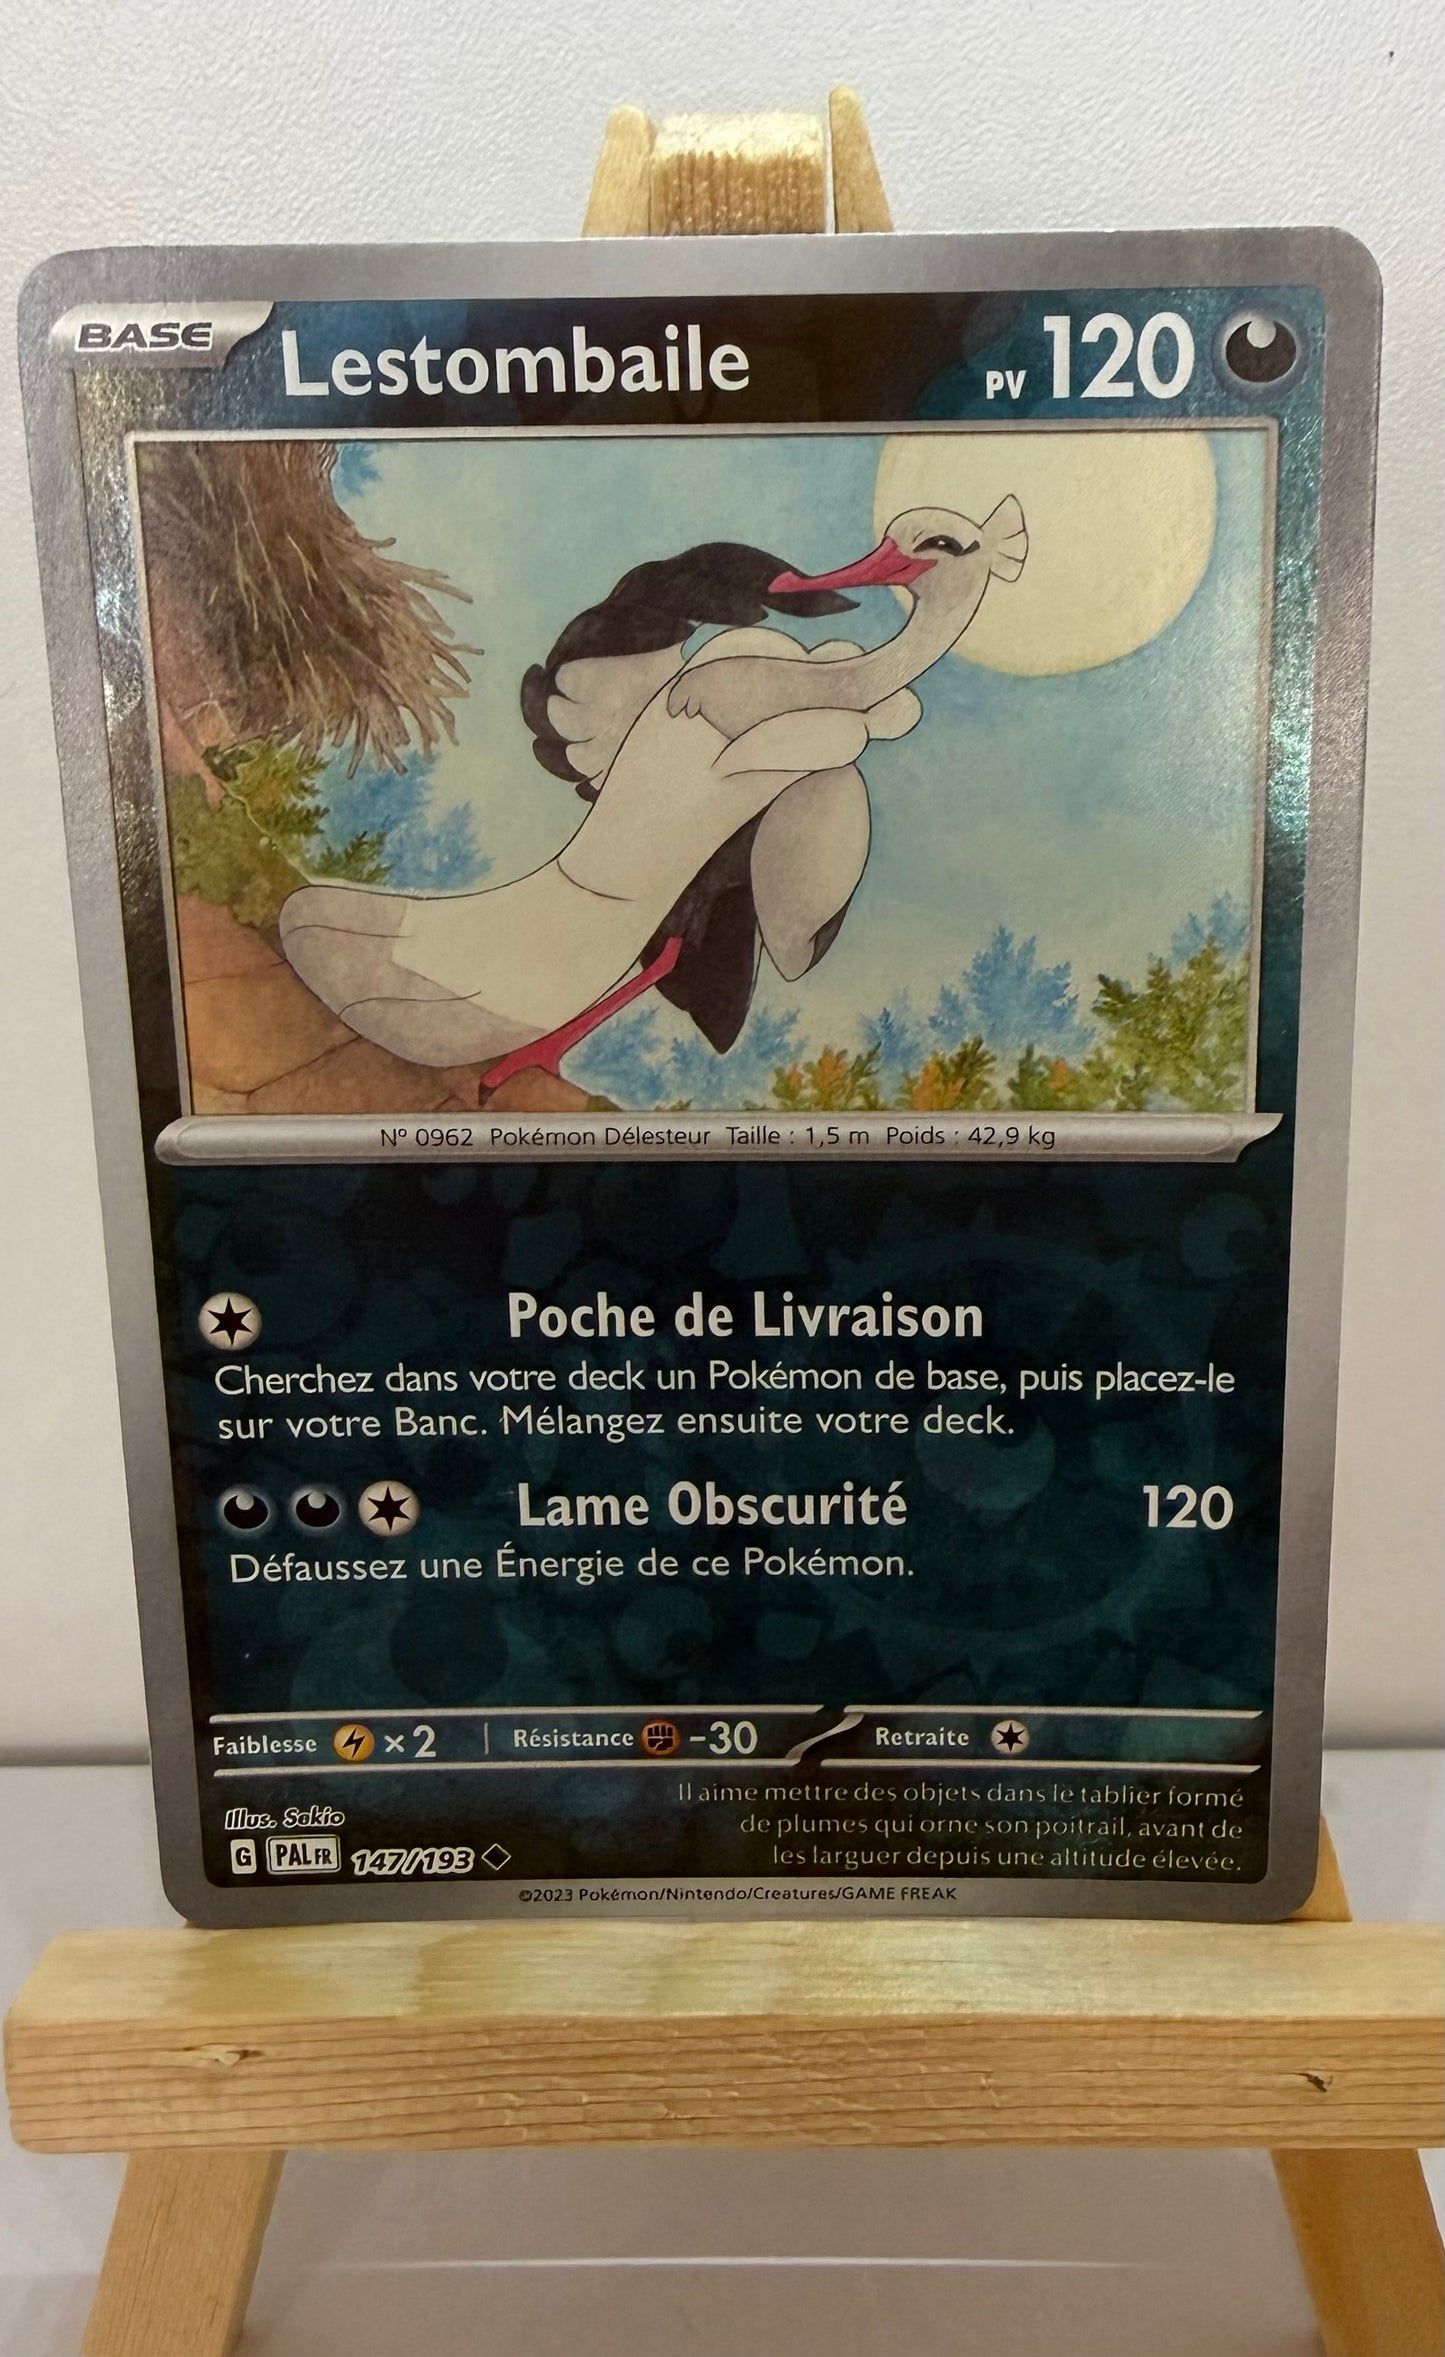 BASE Lestombaile PV 120
Nº 0962 Pokémon Délesteur Taille : 1,5 m Poids : 42,9 kg
Poche de Livraison
Cherchez dans votre deck un Pokémon de base, puis placez-le
sur votre Banc. Mélangez ensuite votre deck.
Lame Obscurité 120
Défaussez une Énergie de ce Pokémon.
Faiblesse ×2 Résistance -30 Retraite
Il aime mettre des objets dans le tablier formé
de plumes qui orne son poitrail, avant de
les larguer depuis une altitude élevée.
Illus. Sakio
G PAL FR 147/193
©2023 Pokémon/Nintendo/Creatures/GAME FREAK